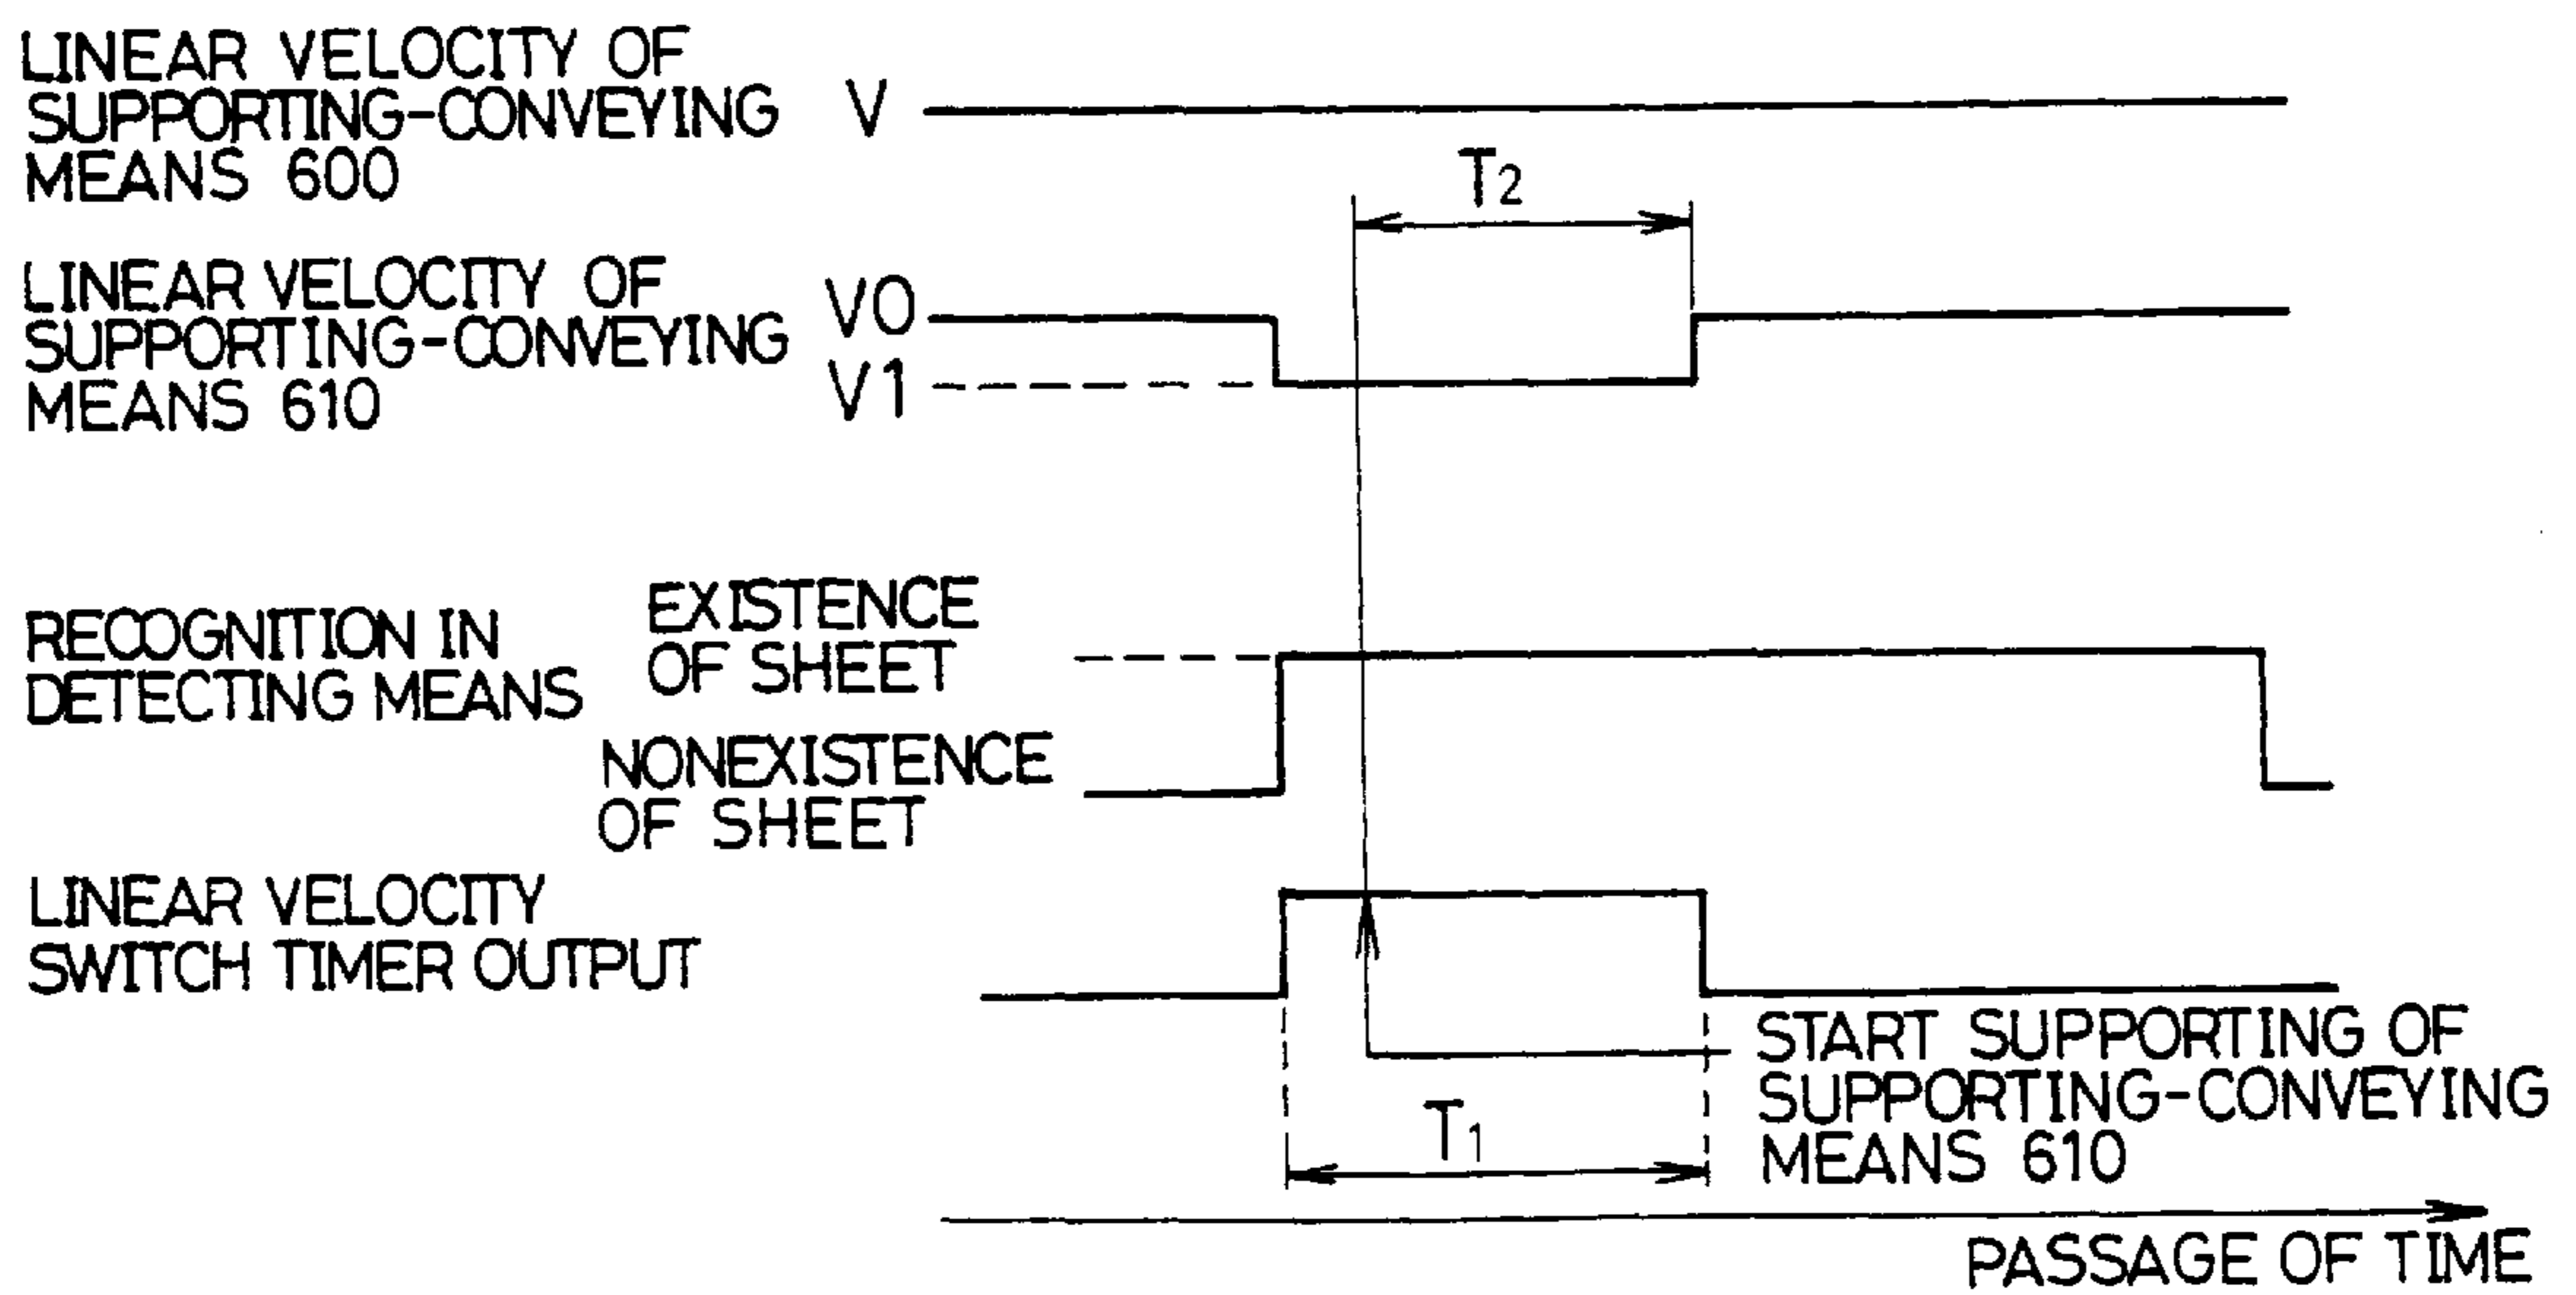 LINEAR VELOCITY OF
SUPPORTING-CONVEYING
MEANS 600
V
T2
LINEAR VELOCITY OF
SUPPORTING-CONVEYING
MEANS 610
V0
V1
RECOGNITION IN
DETECTING MEANS
EXISTENCE
OF SHEET
NONEXISTENCE
OF SHEET
LINEAR VELOCITY
SWITCH TIMER OUTPUT
START SUPPORTING OF
SUPPORTING-CONVEYING
MEANS 610
T1
PASSAGE OF TIME